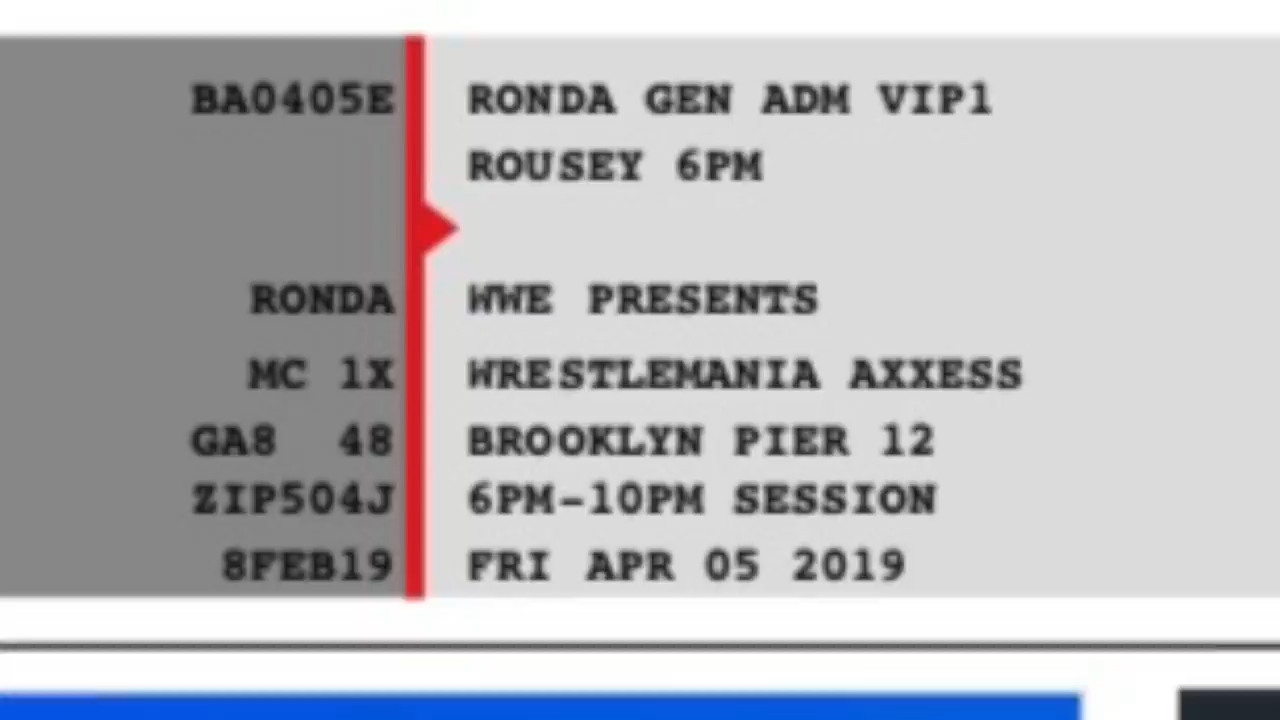 BA0405E RONDA GEN ADM VIP1
ROUSEY 6PM
RONDA WWE PRESENTS
MC 1X WRESTLEMANIA AXXESS
GA8 48 BROOKLYN PIER 12
ZIP504J 6PM-10PM SESSION
8FEB19 FRI APR 05 2019